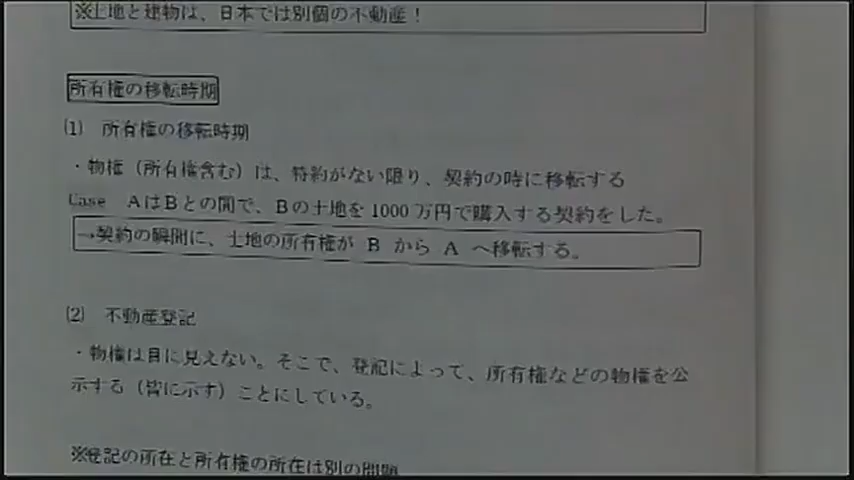 ※土地と建物は、日本では別個の不動産！
所有権の移転時期
(1) 所有権の移転時期
・物権（所有権含む）は、特約がない限り、契約の時に移転する
Case AはBとの間で、Bの土地を1000万円で購入する契約をした。
→契約の瞬間に、土地の所有権が B から A へ移転する。
(2) 不動産登記
・物権は目に見えない。そこで、登記によって、所有権などの物権を公
示する（皆に示す）ことにしている。
※登記の所在と所有権の所在は別の問題